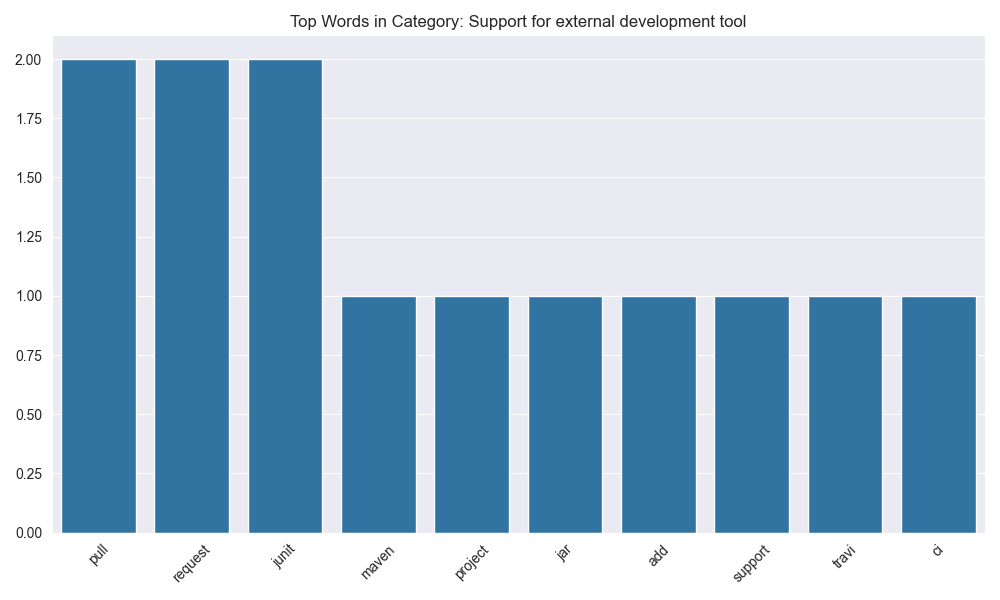 Top Words in Category: Support for external development tool
2.00
1.75
1.50
1.25
1.00
0.75
0.50
0.25
0.00
pull
request
junit
maven
project
jar
add
support
travi
ci